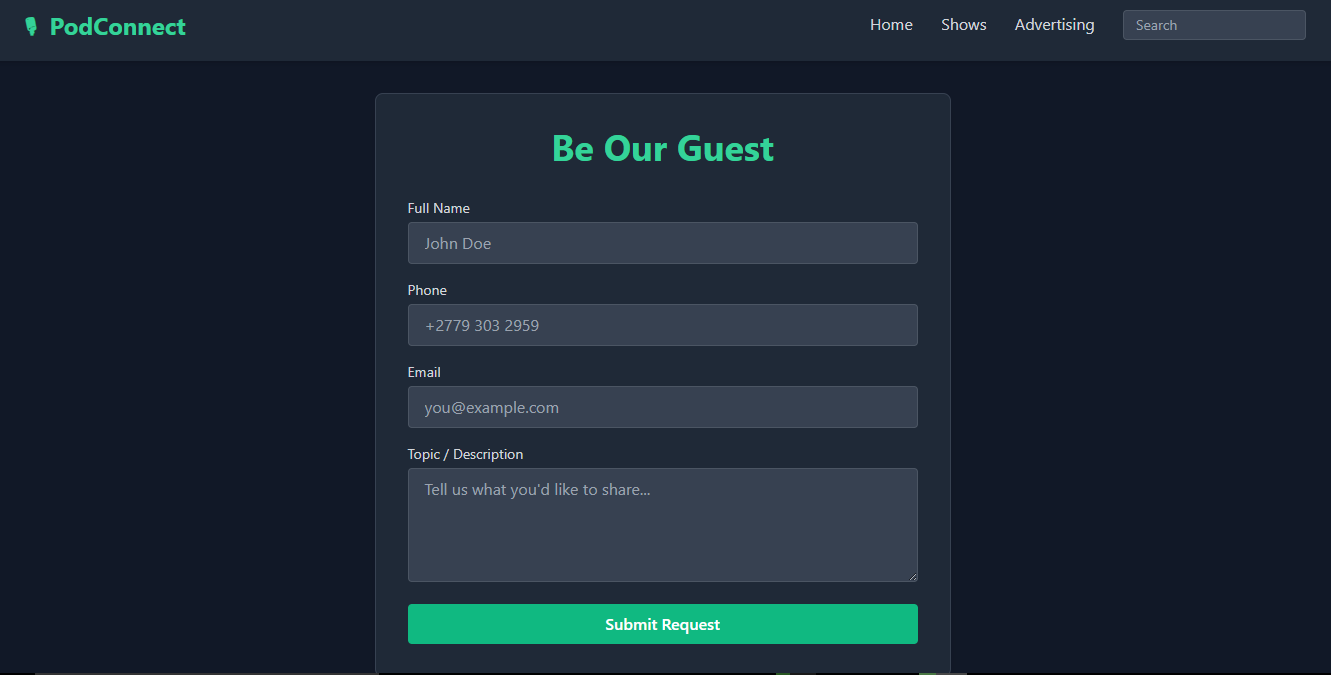 PodConnect
Home Shows Advertising Search
Be Our Guest
Full Name
John Doe
Phone
+2779 303 2959
Email
you@example.com
Topic / Description
Tell us what you'd like to share...
Submit Request